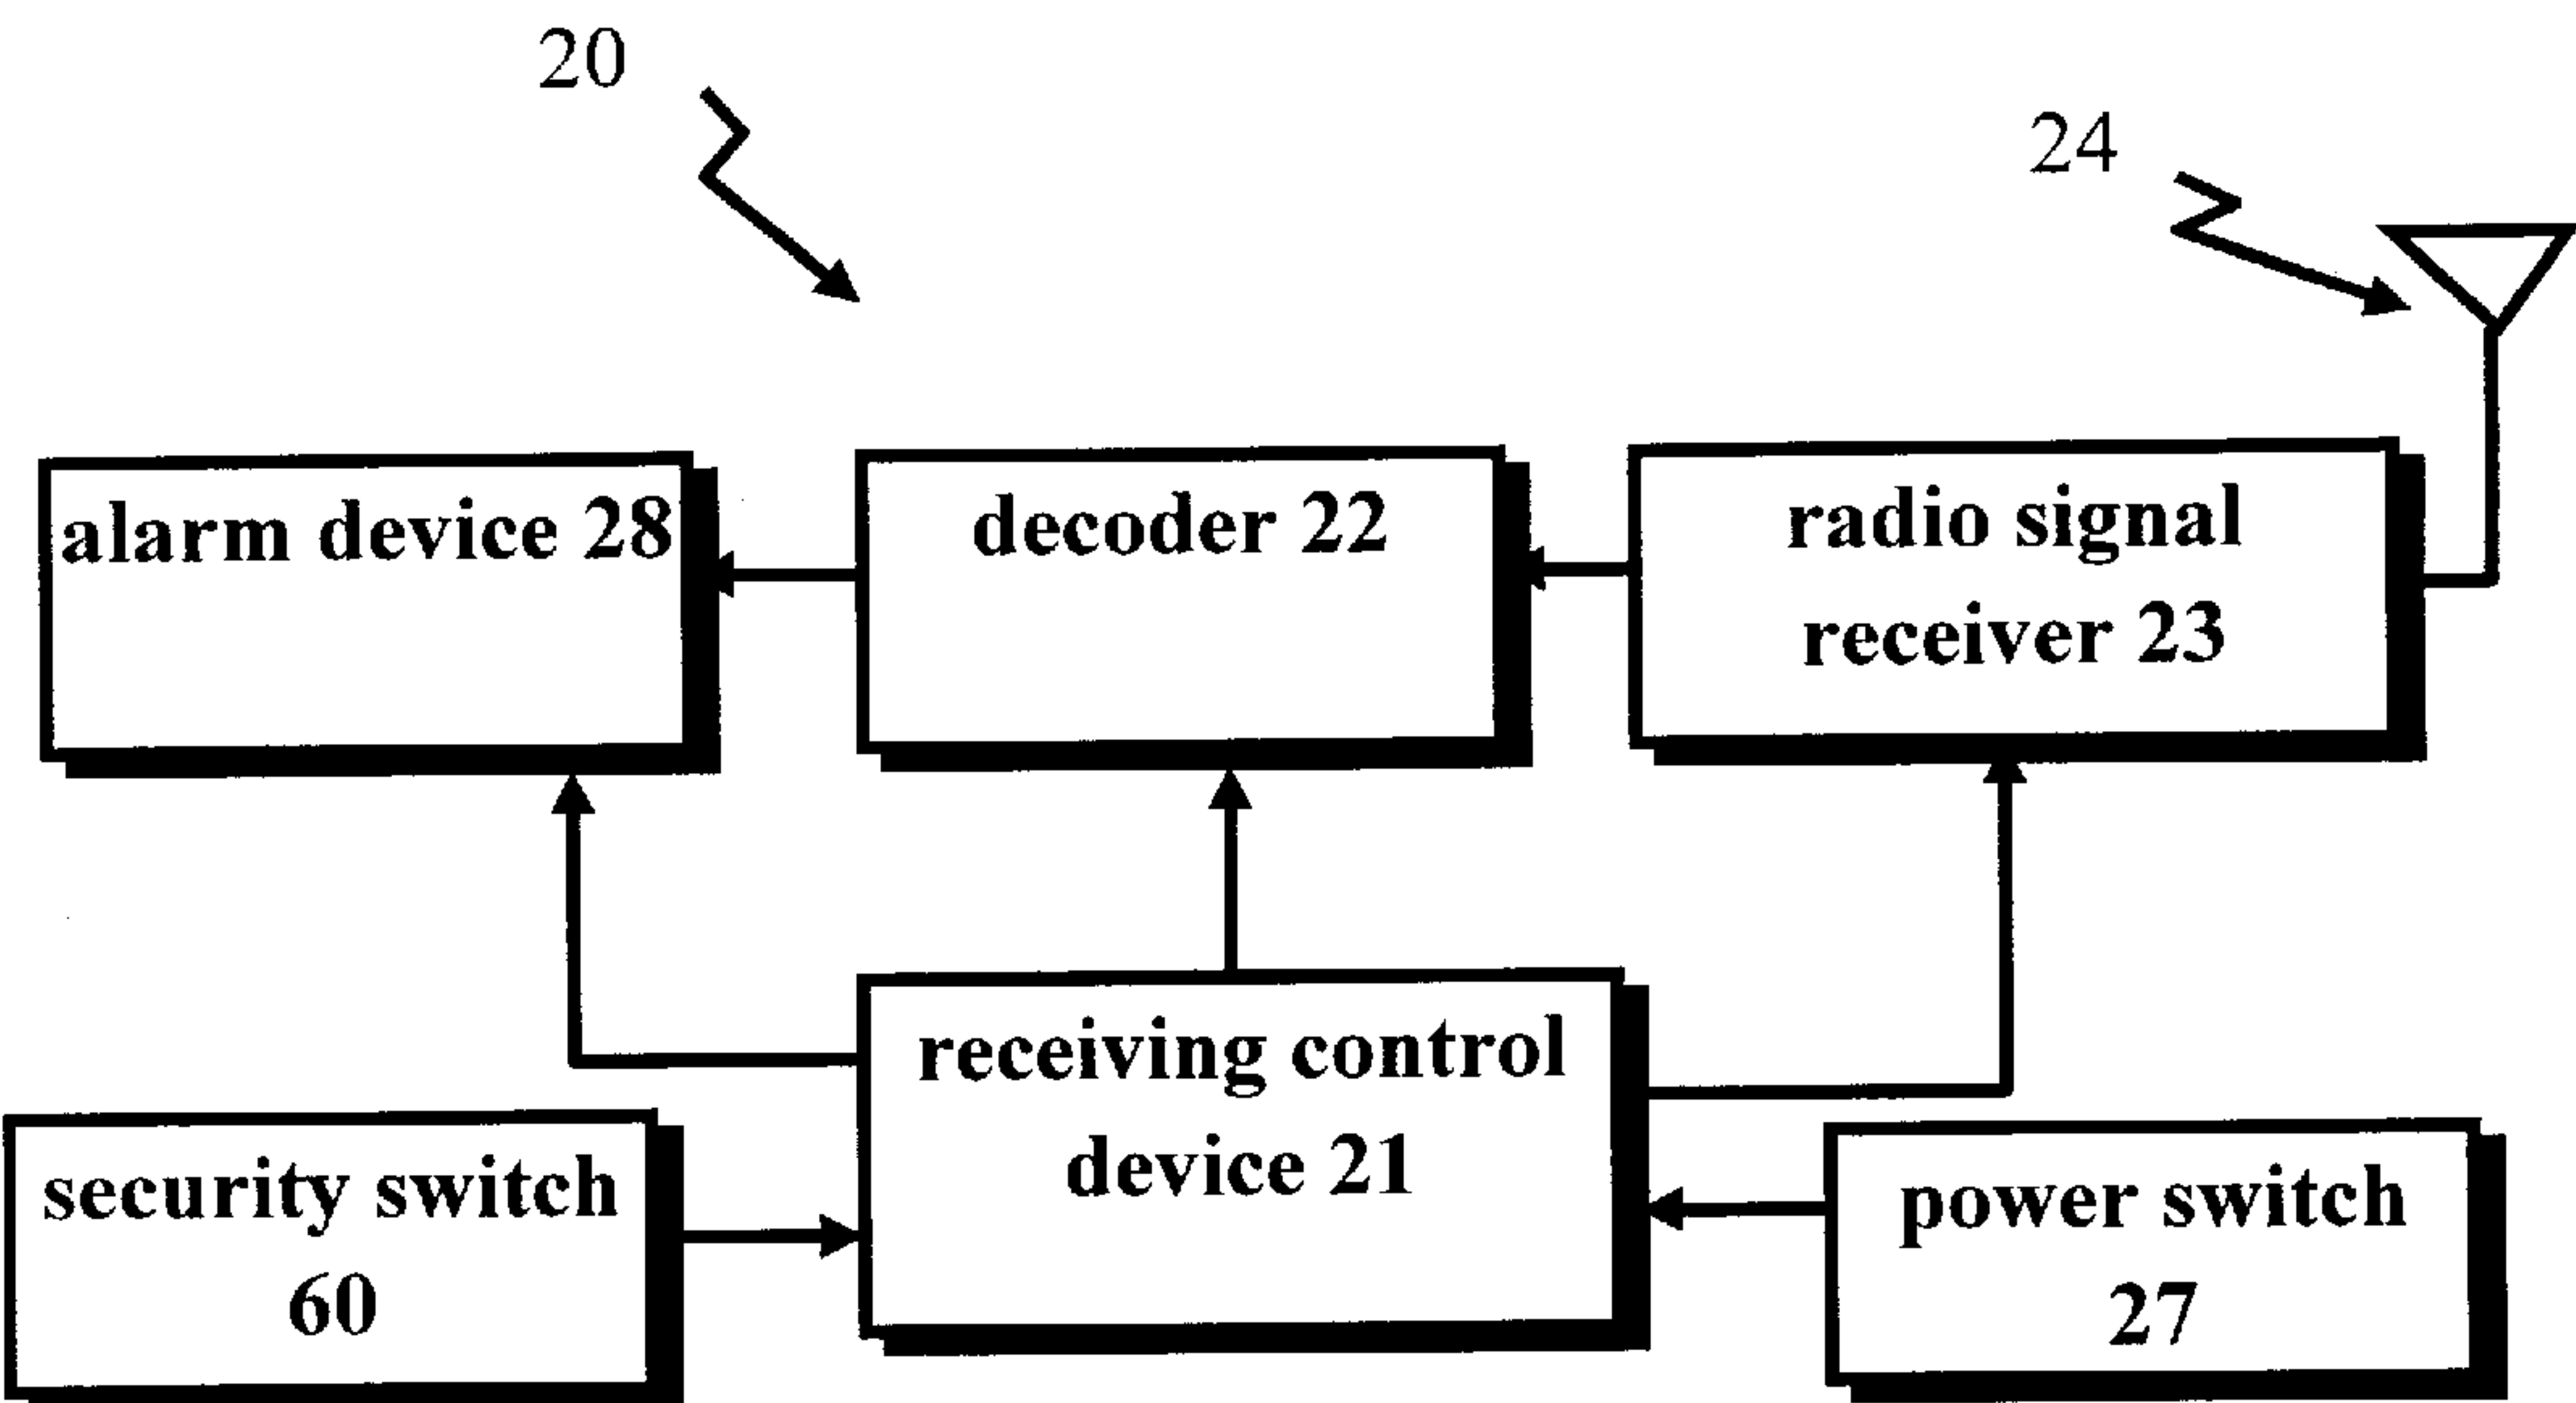 20
24
alarm device 28
decoder 22
radio signal
receiver 23
receiving control
device 21
security switch
60
power switch
27